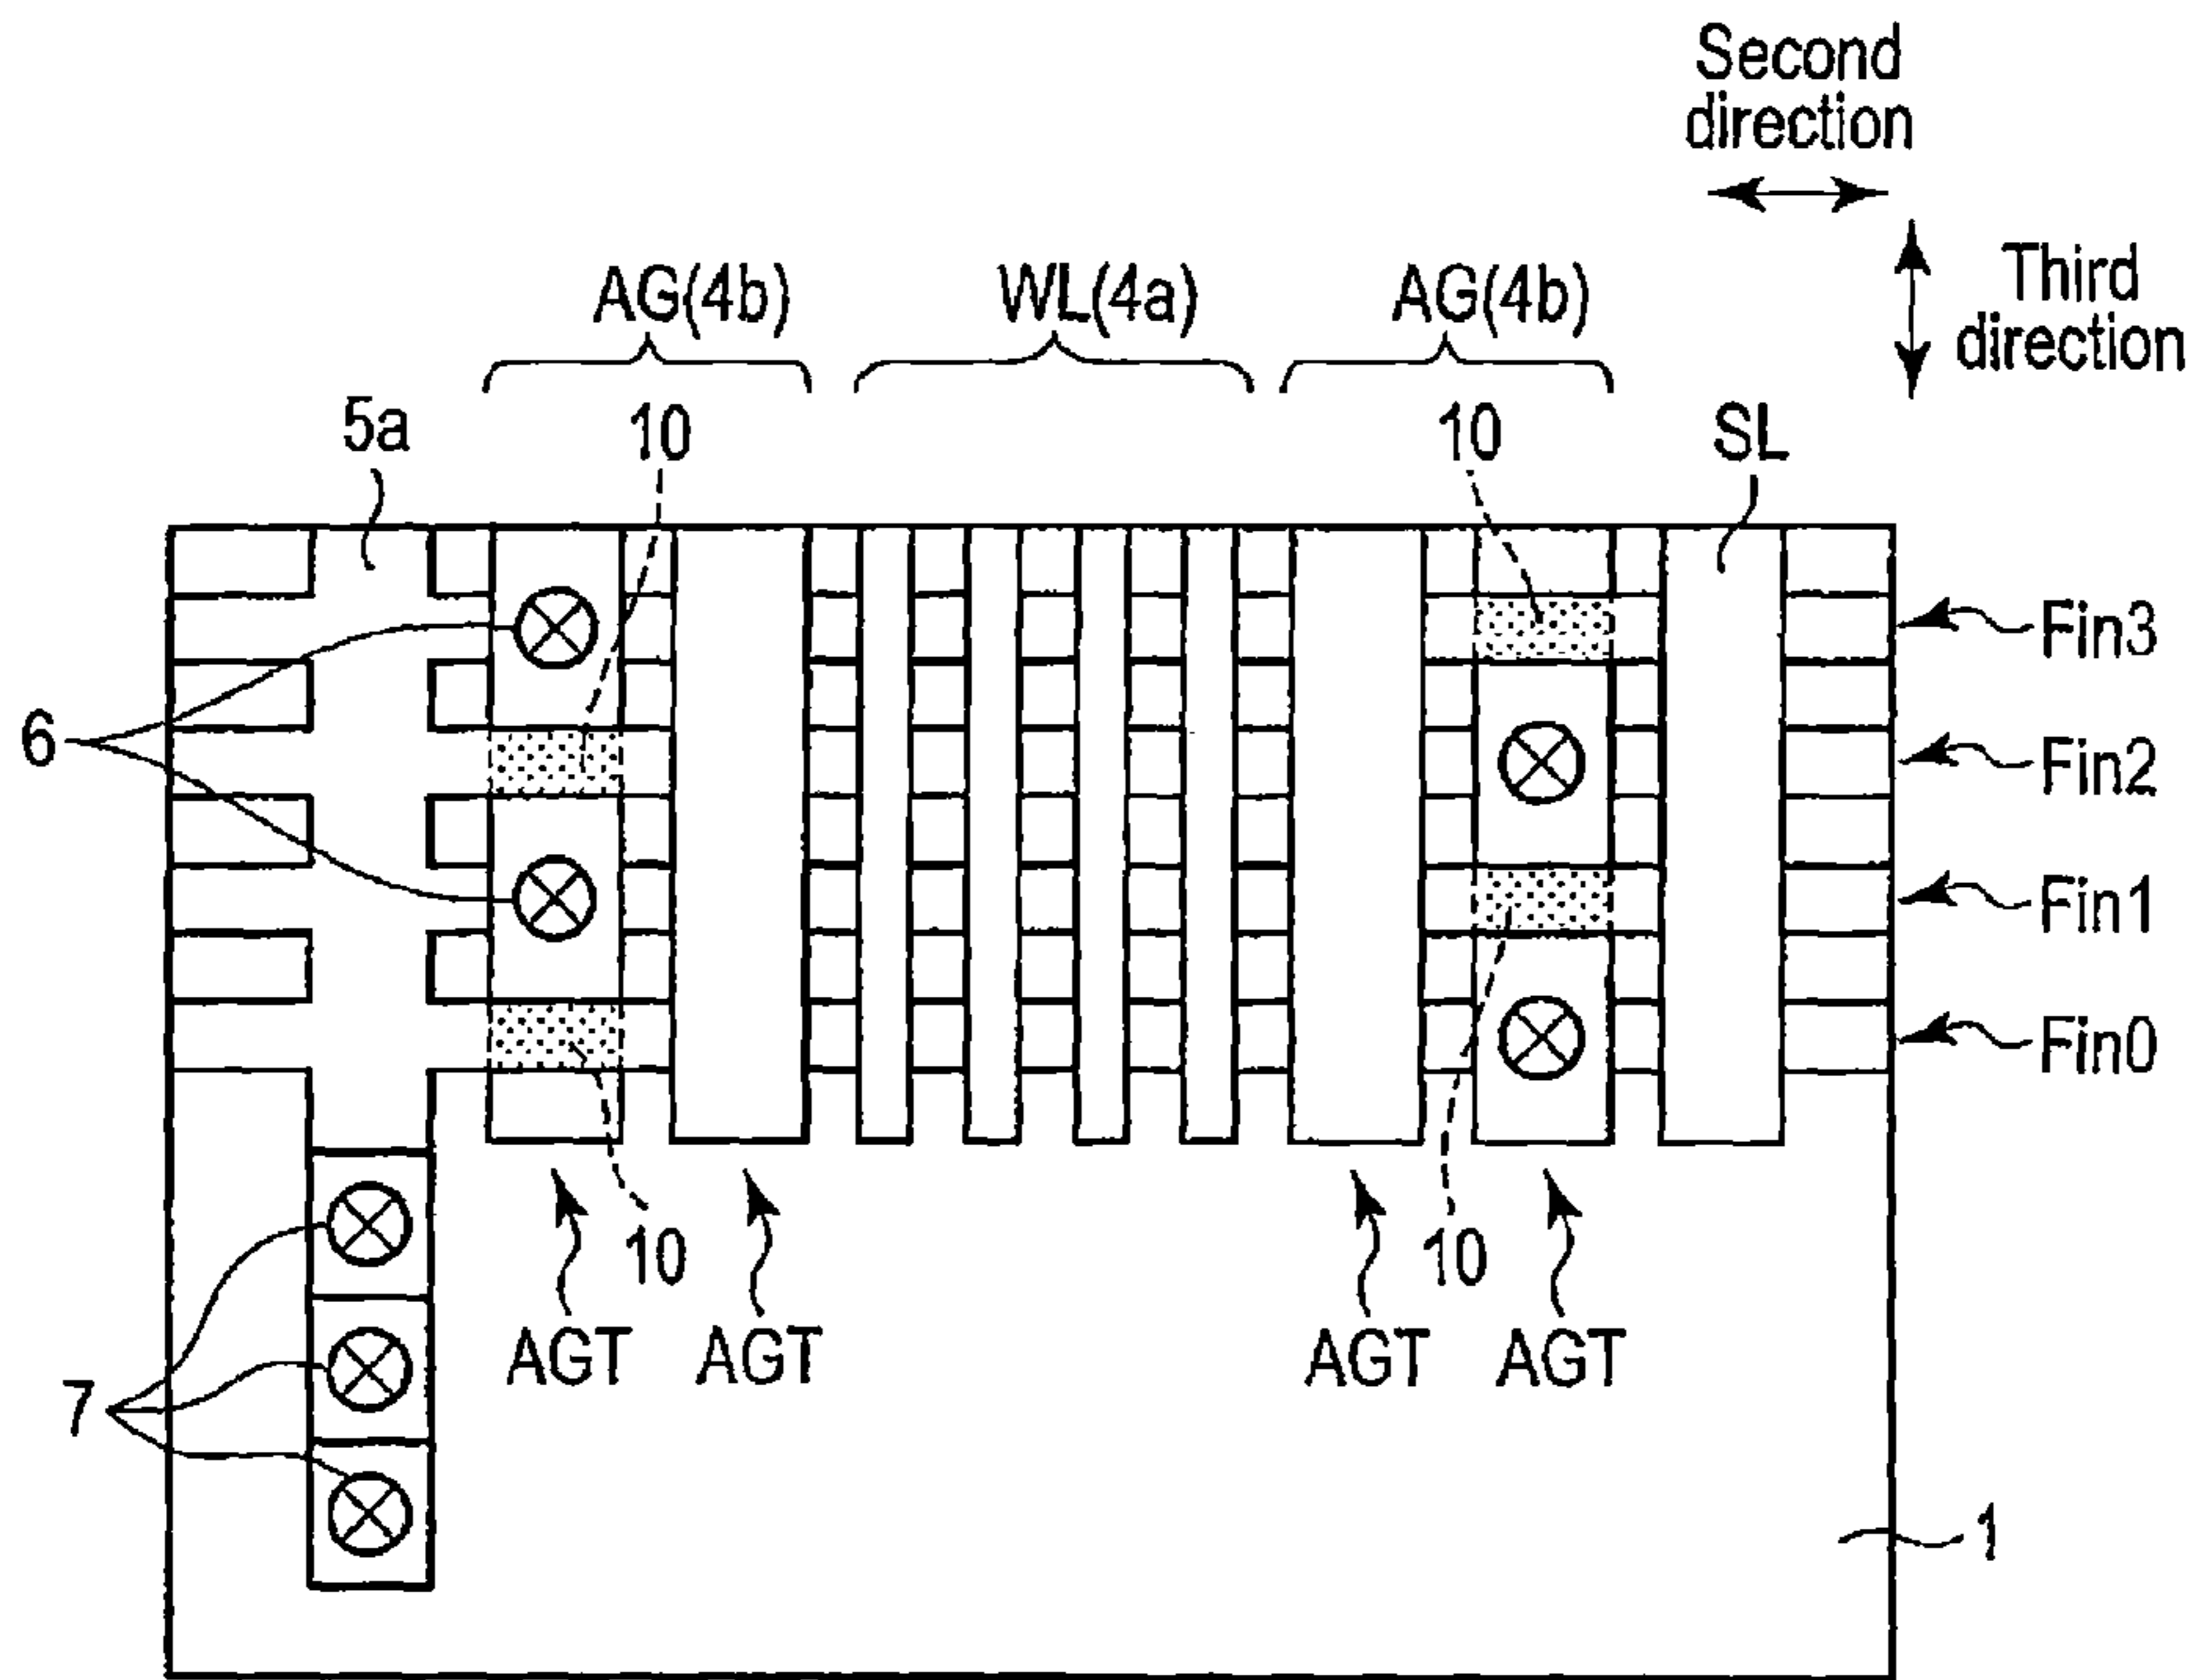 Second
direction
Third
direction
AG(4b) WL(4a) AG(4b)
5a 10 10 SL
Fin3
6 Fin2
Fin1
Fin0
10 10
AGT AGT AGT AGT
7
1